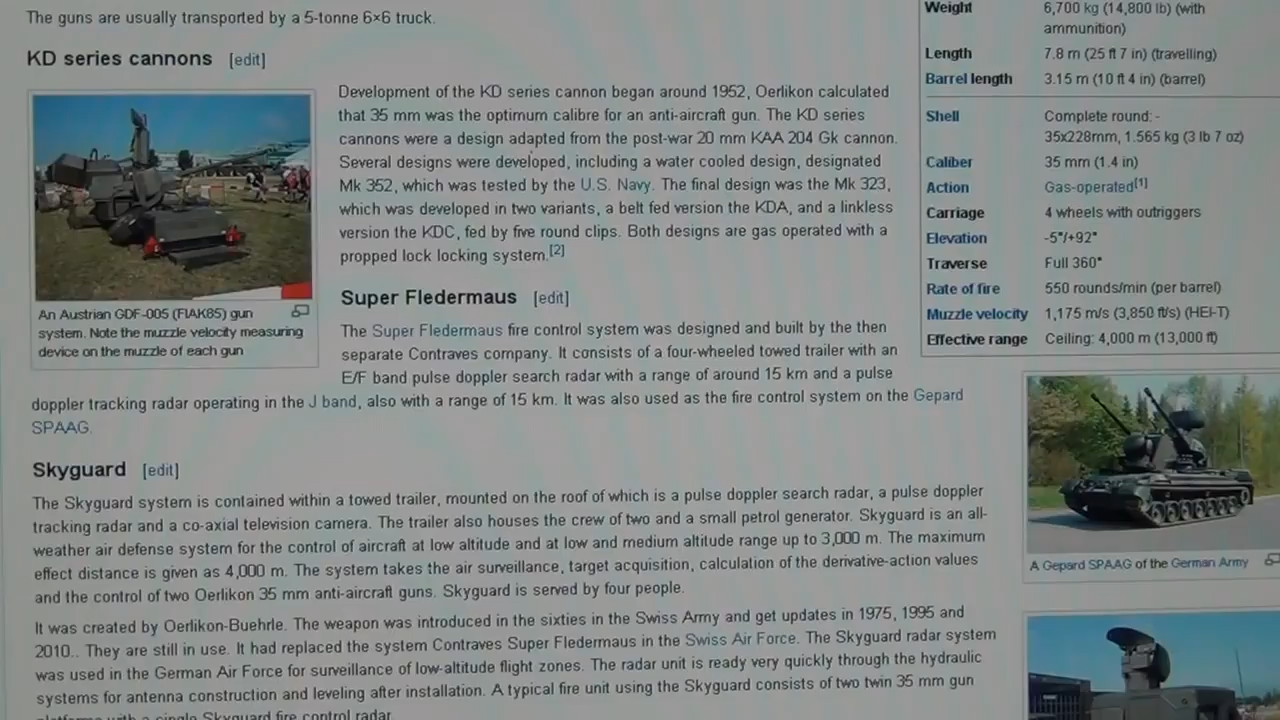 The guns are usually transported by a 5-tonne 6×6 truck.
KD series cannons [edit]
An Austrian GDF-005 (FlAK85) gun
system. Note the muzzle velocity measuring
device on the muzzle of each gun
Development of the KD series cannon began around 1952, Oerlikon calculated
that 35 mm was the optimum calibre for an anti-aircraft gun. The KD series
cannons were a design adapted from the post-war 20 mm KAA 204 Gk cannon.
Several designs were developed, including a water cooled design, designated
Mk 352, which was tested by the U.S. Navy. The final design was the Mk 323,
which was developed in two variants, a belt fed version the KDA, and a linkless
version the KDC, fed by five round clips. Both designs are gas operated with a
propped lock locking system.[2]
Super Fledermaus [edit]
The Super Fledermaus fire control system was designed and built by the then
separate Contraves company. It consists of a four-wheeled towed trailer with an
E/F band pulse doppler search radar with a range of around 15 km and a pulse
doppler tracking radar operating in the J band, also with a range of 15 km. It was also used as the fire control system on the Gepard
SPAAG.
Skyguard [edit]
The Skyguard system is contained within a towed trailer, mounted on the roof of which is a pulse doppler search radar, a pulse doppler
tracking radar and a co-axial television camera. The trailer also houses the crew of two and a small petrol generator. Skyguard is an all-
weather air defense system for the control of aircraft at low altitude and at low and medium altitude range up to 3,000 m. The maximum
effect distance is given as 4,000 m. The system takes the air surveillance, target acquisition, calculation of the derivative-action values
and the control of two Oerlikon 35 mm anti-aircraft guns. Skyguard is served by four people.
It was created by Oerlikon-Buehrle. The weapon was introduced in the sixties in the Swiss Army and get updates in 1975, 1995 and
2010.. They are still in use. It had replaced the system Contraves Super Fledermaus in the Swiss Air Force. The Skyguard radar system
was used in the German Air Force for surveillance of low-altitude flight zones. The radar unit is ready very quickly through the hydraulic
systems for antenna construction and leveling after installation. A typical fire unit using the Skyguard consists of two twin 35 mm gun
platforms with a single Skyguard fire control radar.
Weight 6,700 kg (14,800 lb) (with
ammunition)
Length 7.8 m (25 ft 7 in) (travelling)
Barrel length 3.15 m (10 ft 4 in) (barrel)
Shell Complete round: -
35x228mm, 1.565 kg (3 lb 7 oz)
Caliber 35 mm (1.4 in)
Action Gas-operated[1]
Carriage 4 wheels with outriggers
Elevation -5°/+92°
Traverse Full 360°
Rate of fire 550 rounds/min (per barrel)
Muzzle velocity 1,175 m/s (3,850 ft/s) (HEI-T)
Effective range Ceiling: 4,000 m (13,000 ft)
A Gepard SPAAG of the German Army